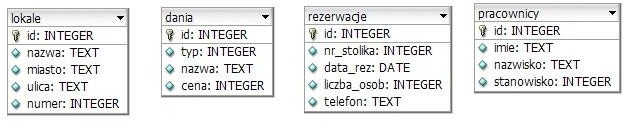 lokale
id: INTEGER
nazwa: TEXT
miasto: TEXT
ulica: TEXT
numer: INTEGER
dania
id: INTEGER
typ: INTEGER
nazwa: TEXT
cena: INTEGER
rezerwacje
id: INTEGER
nr_stolika: INTEGER
data_rez: DATE
liczba_osob: INTEGER
telefon: TEXT
pracownicy
id: INTEGER
imie: TEXT
nazwisko: TEXT
stanowisko: INTEGER